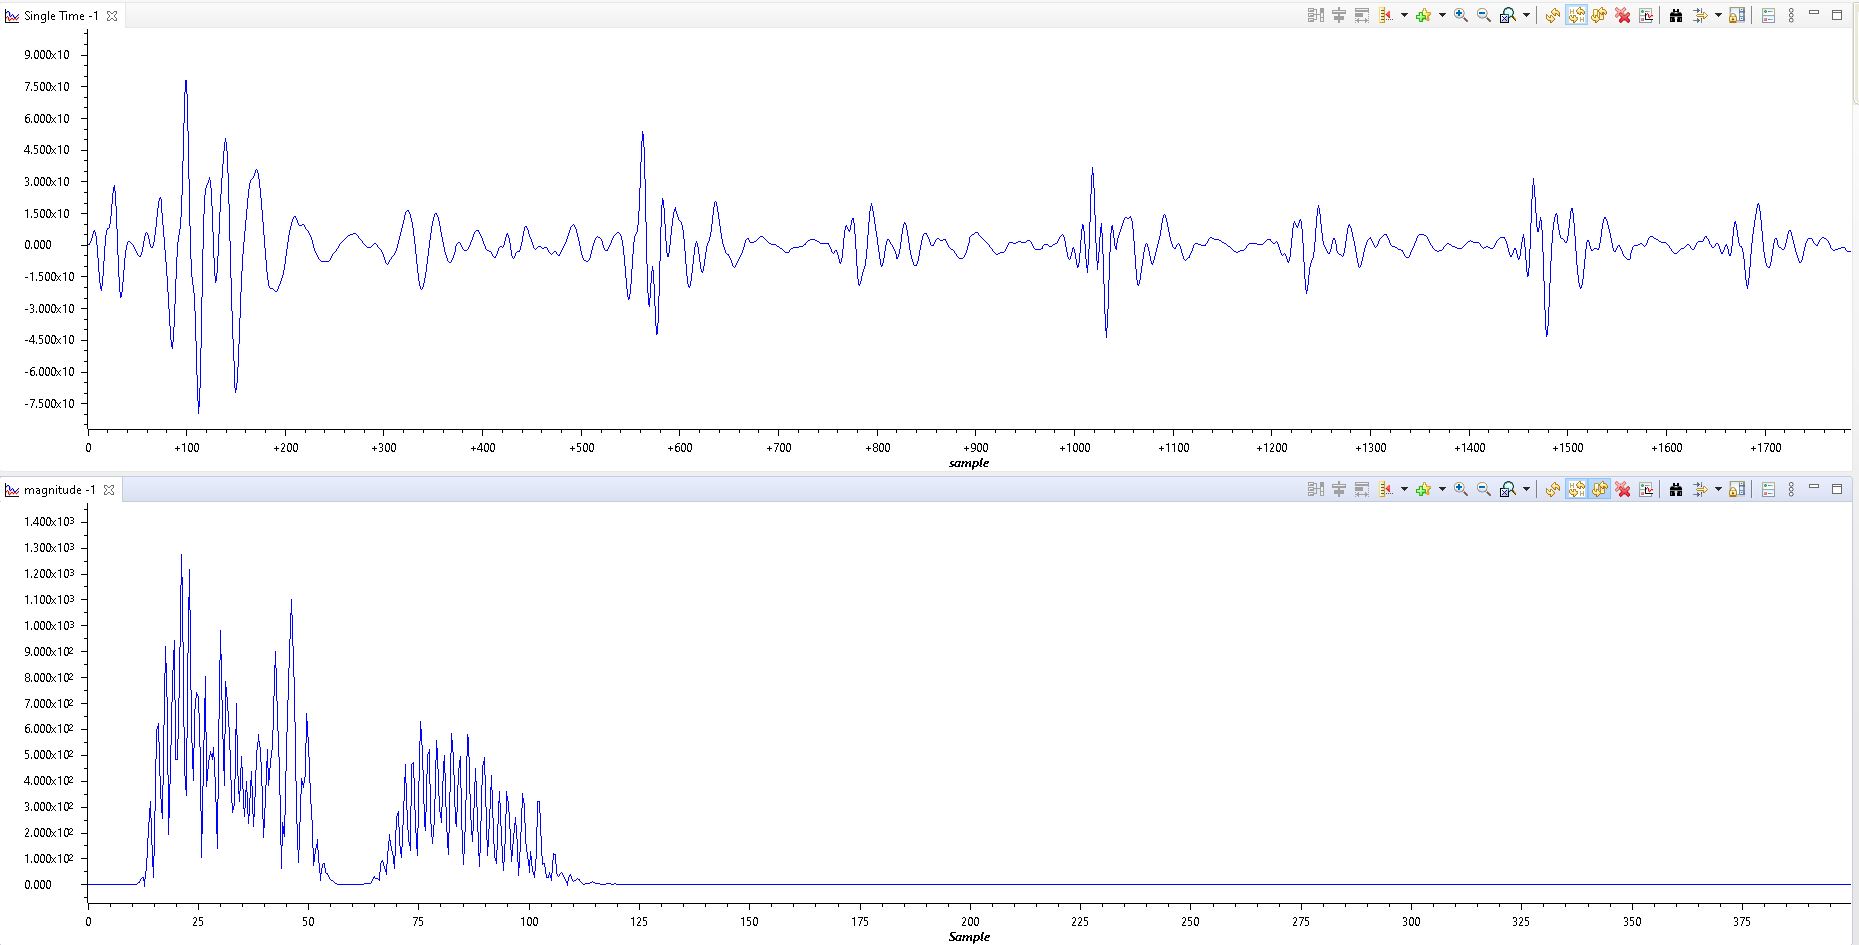 Single Time -1
9.000x10
7.500x10
6.000x10
4.500x10
3.000x10
1.500x10
0.000
-1.500x10
-3.000x10
-4.500x10
-6.000x10
-7.500x10
0 +100 +200 +300 +400 +500 +600 +700 +800 +900 +1000 +1100 +1200 +1300 +1400 +1500 +1600 +1700
sample
magnitude -1
1.400x103
1.300x103
1.200x103
1.100x103
1.000x103
9.000x102
8.000x102
7.000x102
6.000x102
5.000x102
4.000x102
3.000x102
2.000x102
1.000x102
0.000
0 25 50 75 100 125 150 175 200 225 250 275 300 325 350 375
Sample